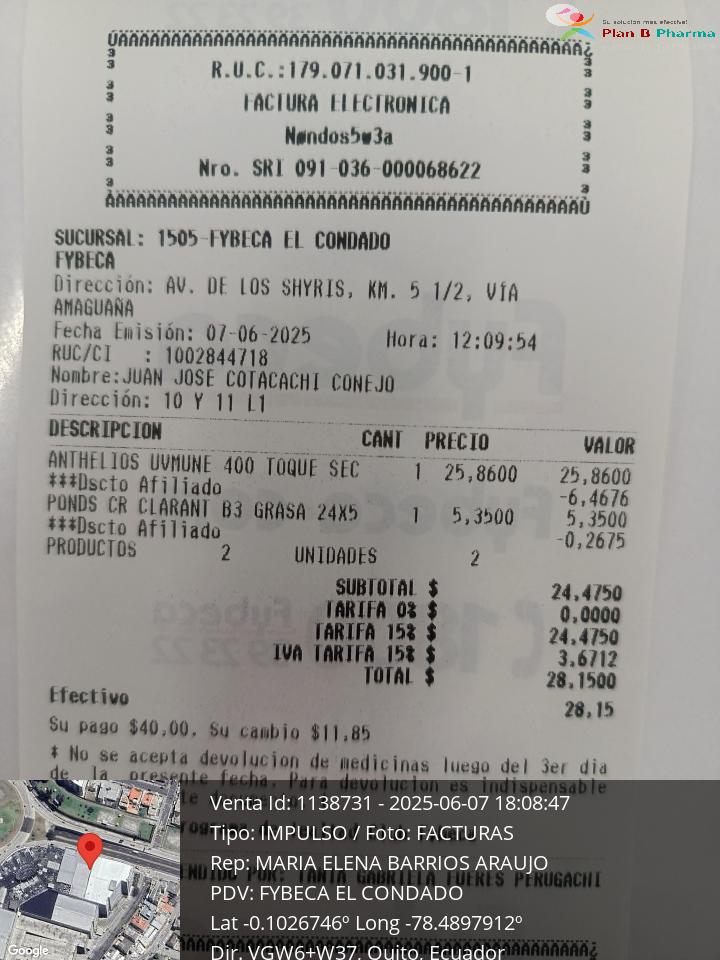 Su solución más efectiva!
Plan B Pharma
R.U.C.:179.071.031.900-1
FACTURA ELECTRONICA
Nro. SRI 091-036-000068622
SUCURSAL: 1505-FYBECA EL CONDADO
FYBECA
Dirección: AV. DE LOS SHYRIS, KM. 5 1/2, VÍA
AMAGUAÑA
Fecha Emisión: 07-06-2025 Hora: 12:09:54
RUC/CI : 1002844718
Nombre:JUAN JOSE COTACACHI CONEJO
Dirección: 10 Y 11 L1
DESCRIPCION CANT PRECIO VALOR
ANTHELIOS UVMUNE 400 TOQUE SEC 1 25,8600 25,8600
***Dscto Afiliado -6,4676
PONDS CR CLARANT B3 GRASA 24X5 1 5,3500 5,3500
***Dscto Afiliado -0,2675
PRODUCTOS 2 UNIDADES 2
SUBTOTAL $ 24,4750
TARIFA 0% $ 0,0000
TARIFA 15% $ 24,4750
IVA TARIFA 15% $ 3,6712
TOTAL $ 28,1500
Efectivo 28,15
Su pago $40,00, Su cambio $11,85
* No se acepta devolucion de medicinas luego del 3er dia
de la presente fecha. Para devolucion es indispensable
Venta Id: 1138731 - 2025-06-07 18:08:47
Tipo: IMPULSO / Foto: FACTURAS
Rep: MARIA ELENA BARRIOS ARAUJO
TANIA GABRIELA FUERES PERUGACHI
PDV: FYBECA EL CONDADO
Lat -0.1026746º Long -78.4897912º
Dir. VGW6+W37, Quito, Ecuador
Google